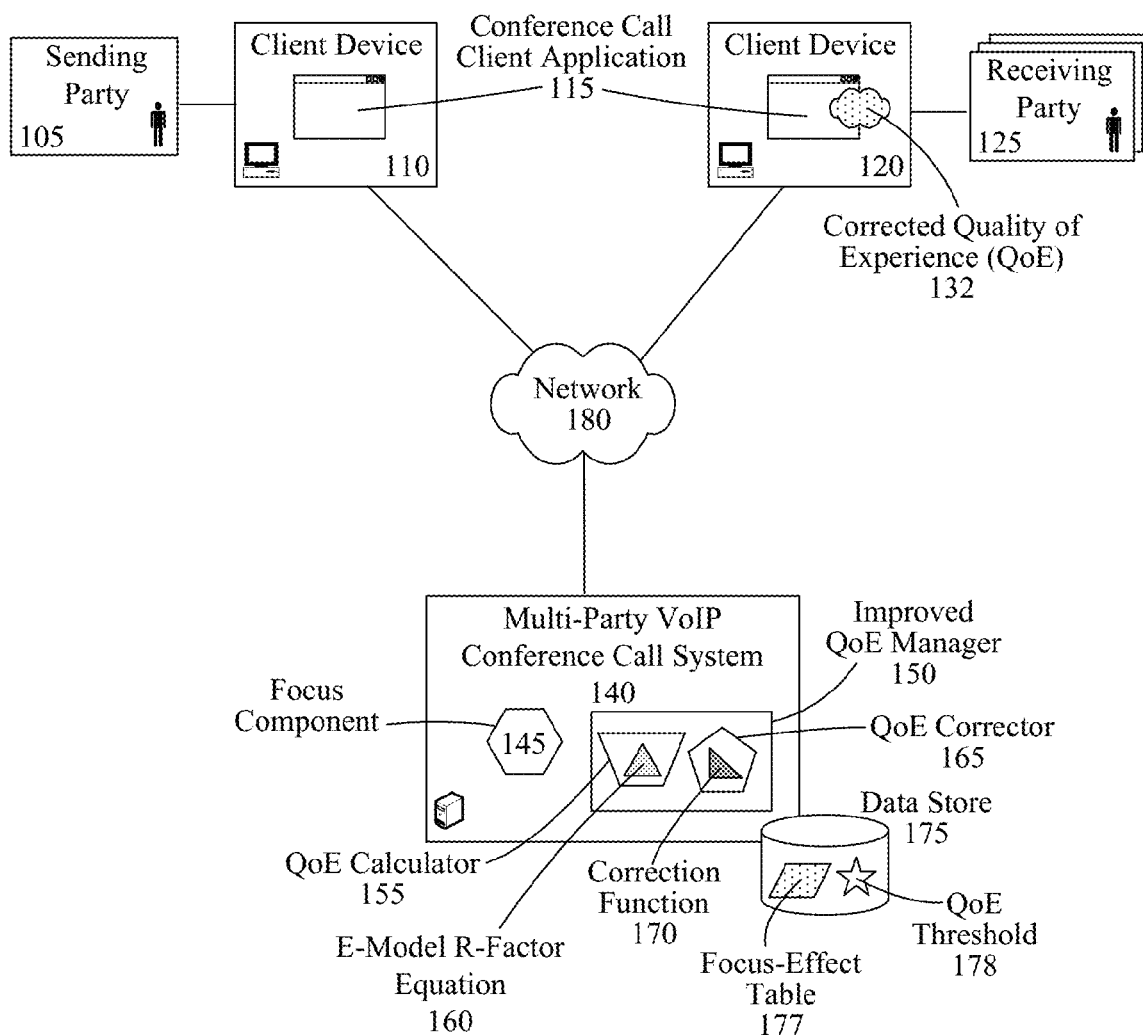 Sending
Party
105
Client Device
110
Conference Call
Client Application
115
Client Device
120
Receiving
Party
125
Corrected Quality of
Experience (QoE)
132
Network
180
Multi-Party VoIP
Conference Call System
140
Improved
QoE Manager
150
Focus
Component
145
QoE Corrector
165
Data Store
175
QoE Calculator
155
Correction
Function
170
QoE
Threshold
178
E-Model R-Factor
Equation
160
Focus-Effect
Table
177